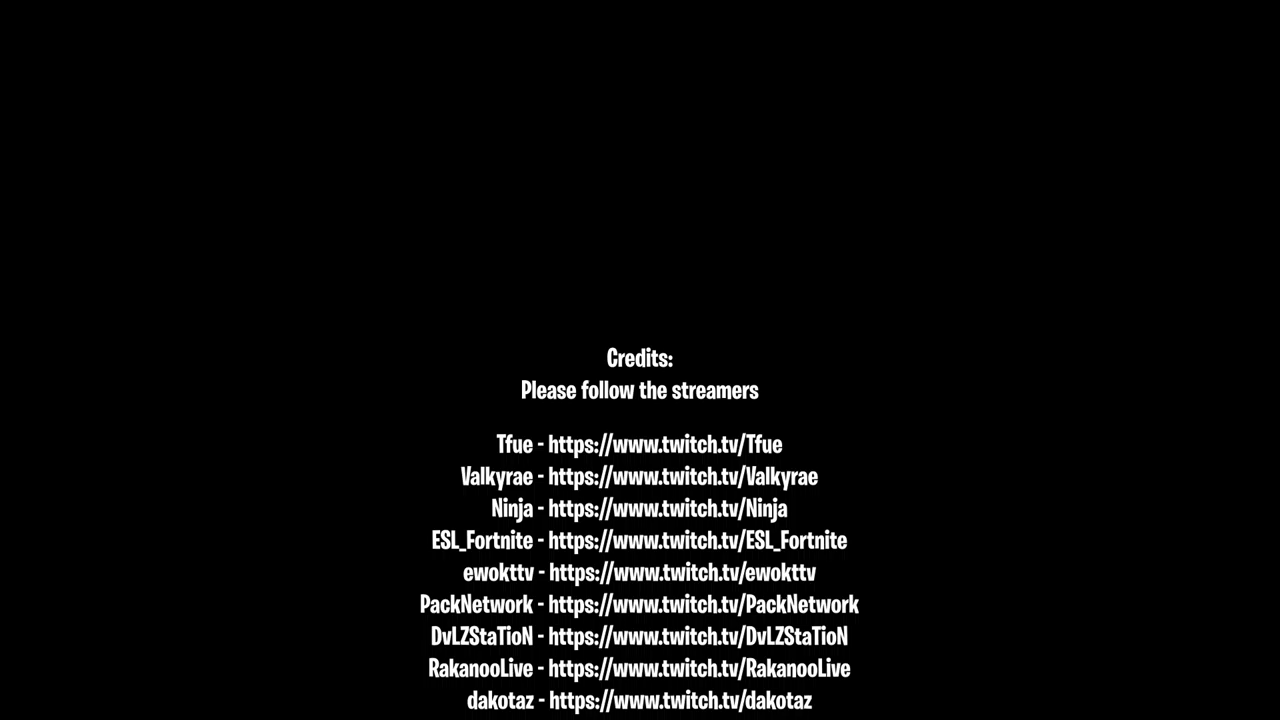 Credits:
Please follow the streamers
Tfue - https://www.twitch.tv/Tfue
Valkyrae - https://www.twitch.tv/Valkyrae
Ninja - https://www.twitch.tv/Ninja
ESL_Fortnite - https://www.twitch.tv/ESL_Fortnite
ewokttv - https://www.twitch.tv/ewokttv
PackNetwork - https://www.twitch.tv/PackNetwork
DvLZStaTioN - https://www.twitch.tv/DvLZStaTioN
RakanooLive - https://www.twitch.tv/RakanooLive
dakotaz - https://www.twitch.tv/dakotaz